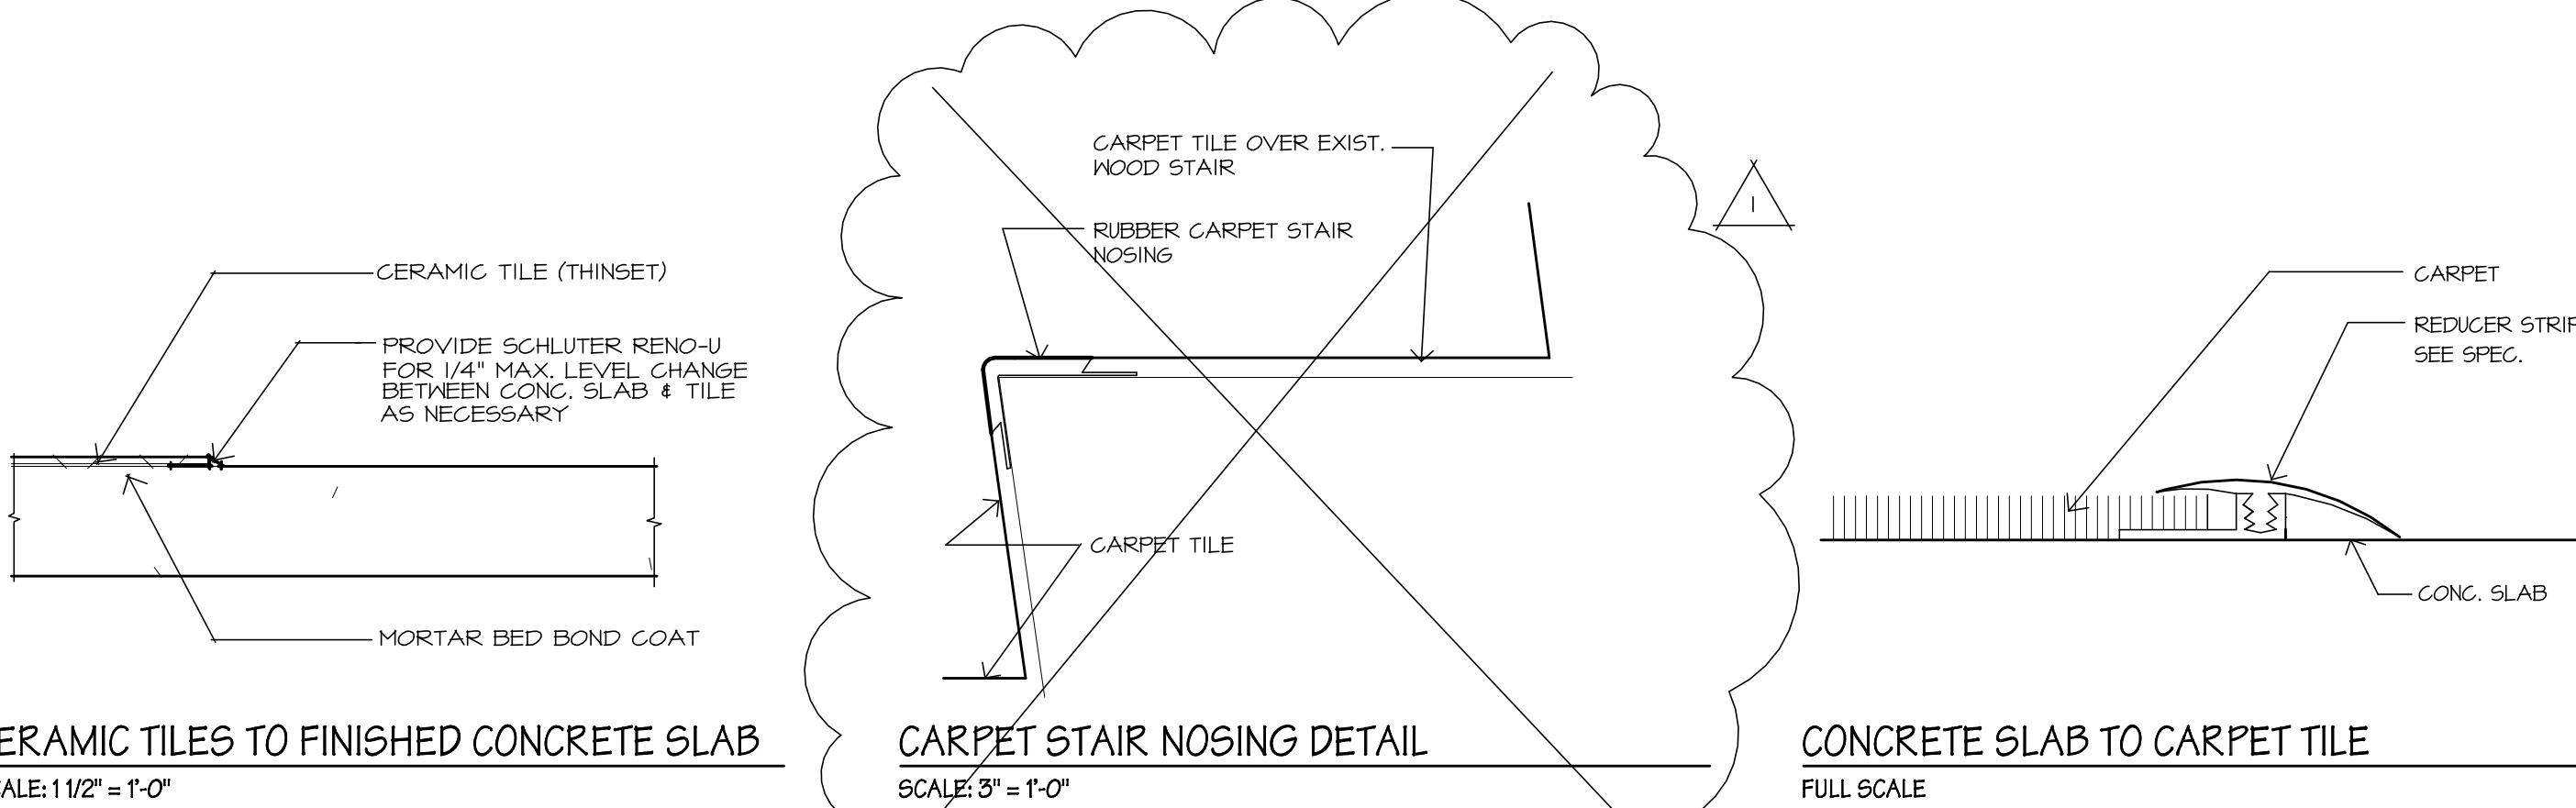 CERAMIC TILE (THINSET)
PROVIDE SCHLUTER RENO-U
FOR 1/4" MAX. LEVEL CHANGE
BETWEEN CONC. SLAB & TILE
AS NECESSARY
MORTAR BED BOND COAT
ERAMIC TILES TO FINISHED CONCRETE SLAB
CALE: 1 1/2" = 1'-0"
CARPET TILE OVER EXIST.
WOOD STAIR
RUBBER CARPET STAIR
NOSING
CARPET TILE
1
CARPET STAIR NOSING DETAIL
SCALE: 3" = 1'-0"
CARPET
REDUCER STRIP
SEE SPEC.
CONC. SLAB
CONCRETE SLAB TO CARPET TILE
FULL SCALE